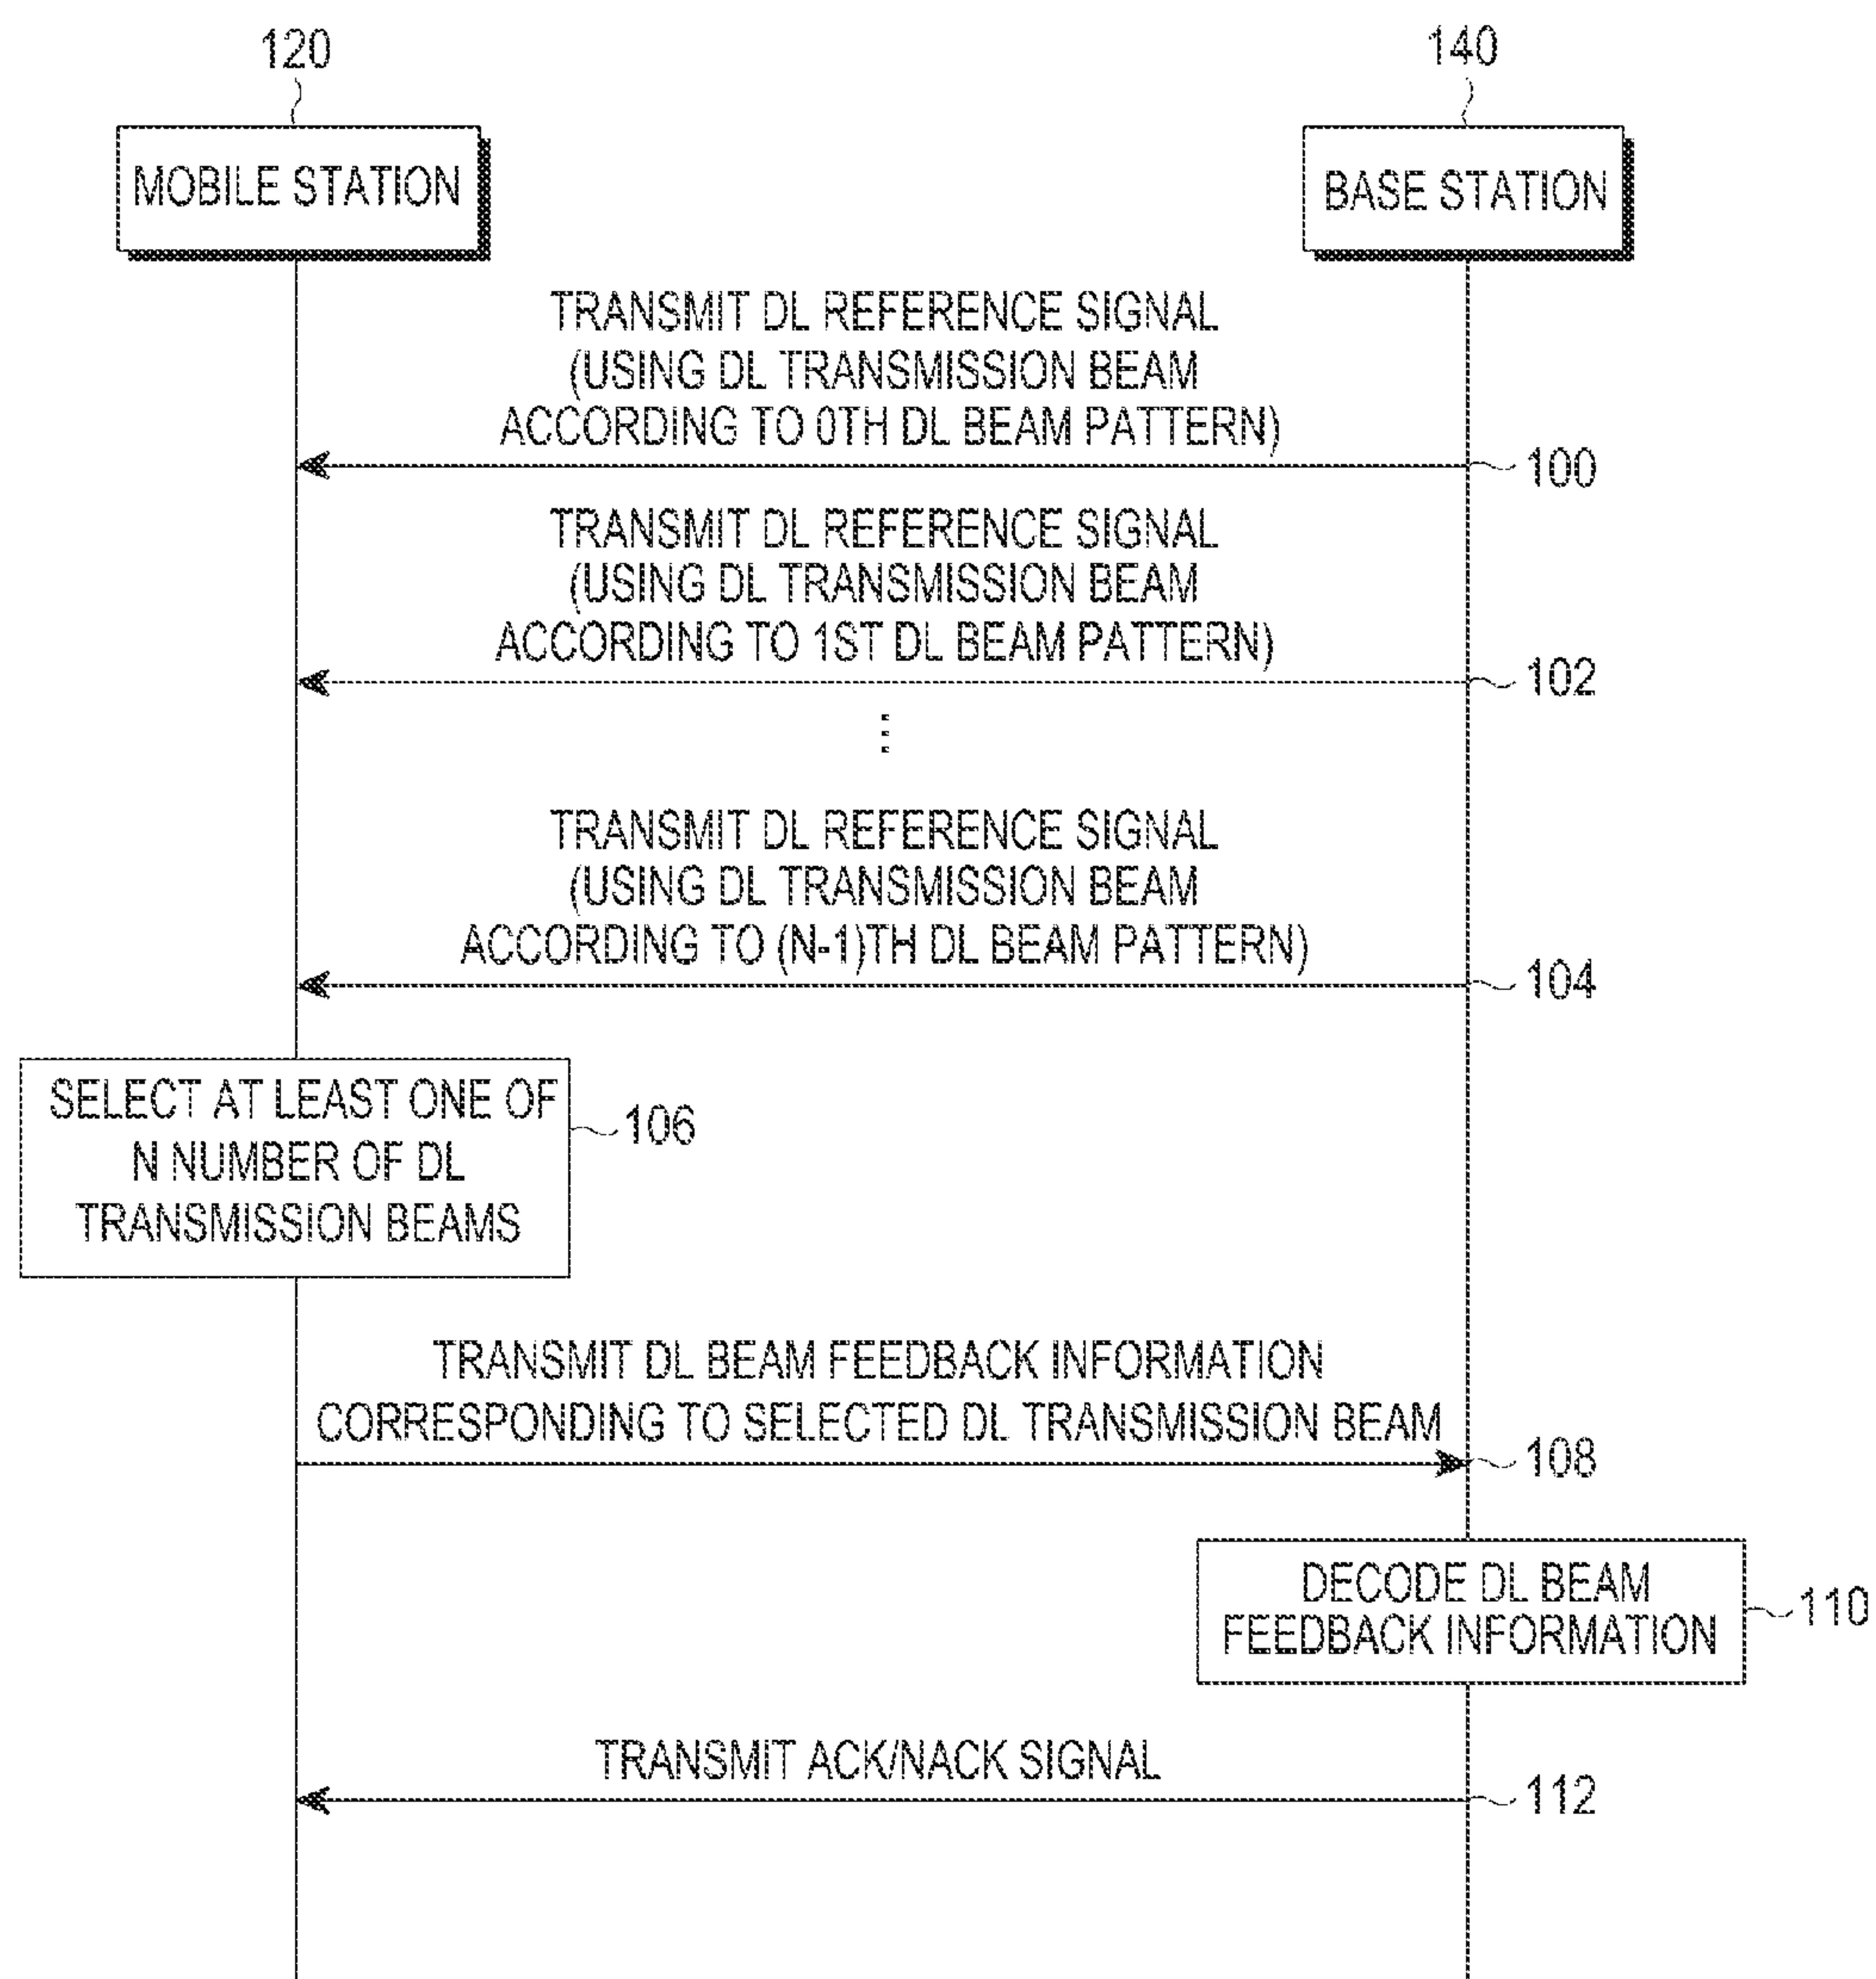 120
140
MOBILE STATION
BASE STATION
TRANSMIT DL REFERENCE SIGNAL
(USING DL TRANSMISSION BEAM
ACCORDING TO 0TH DL BEAM PATTERN)
100
TRANSMIT DL REFERENCE SIGNAL
(USING DL TRANSMISSION BEAM
ACCORDING TO 1ST DL BEAM PATTERN)
102
⋮
TRANSMIT DL REFERENCE SIGNAL
(USING DL TRANSMISSION BEAM
ACCORDING TO (N-1)TH DL BEAM PATTERN)
104
SELECT AT LEAST ONE OF
N NUMBER OF DL
TRANSMISSION BEAMS
106
TRANSMIT DL BEAM FEEDBACK INFORMATION
CORRESPONDING TO SELECTED DL TRANSMISSION BEAM
108
DECODE DL BEAM
FEEDBACK INFORMATION
110
TRANSMIT ACK/NACK SIGNAL
112